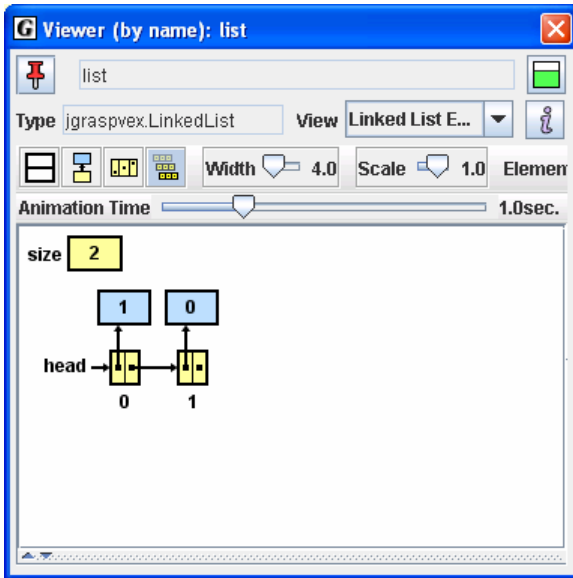 G Viewer (by name): list
list
Type jgraspvex.LinkedList View Linked List E...
Width 4.0 Scale 1.0 Elemen
Animation Time 1.0sec.
size 2
1 0
head
0 1